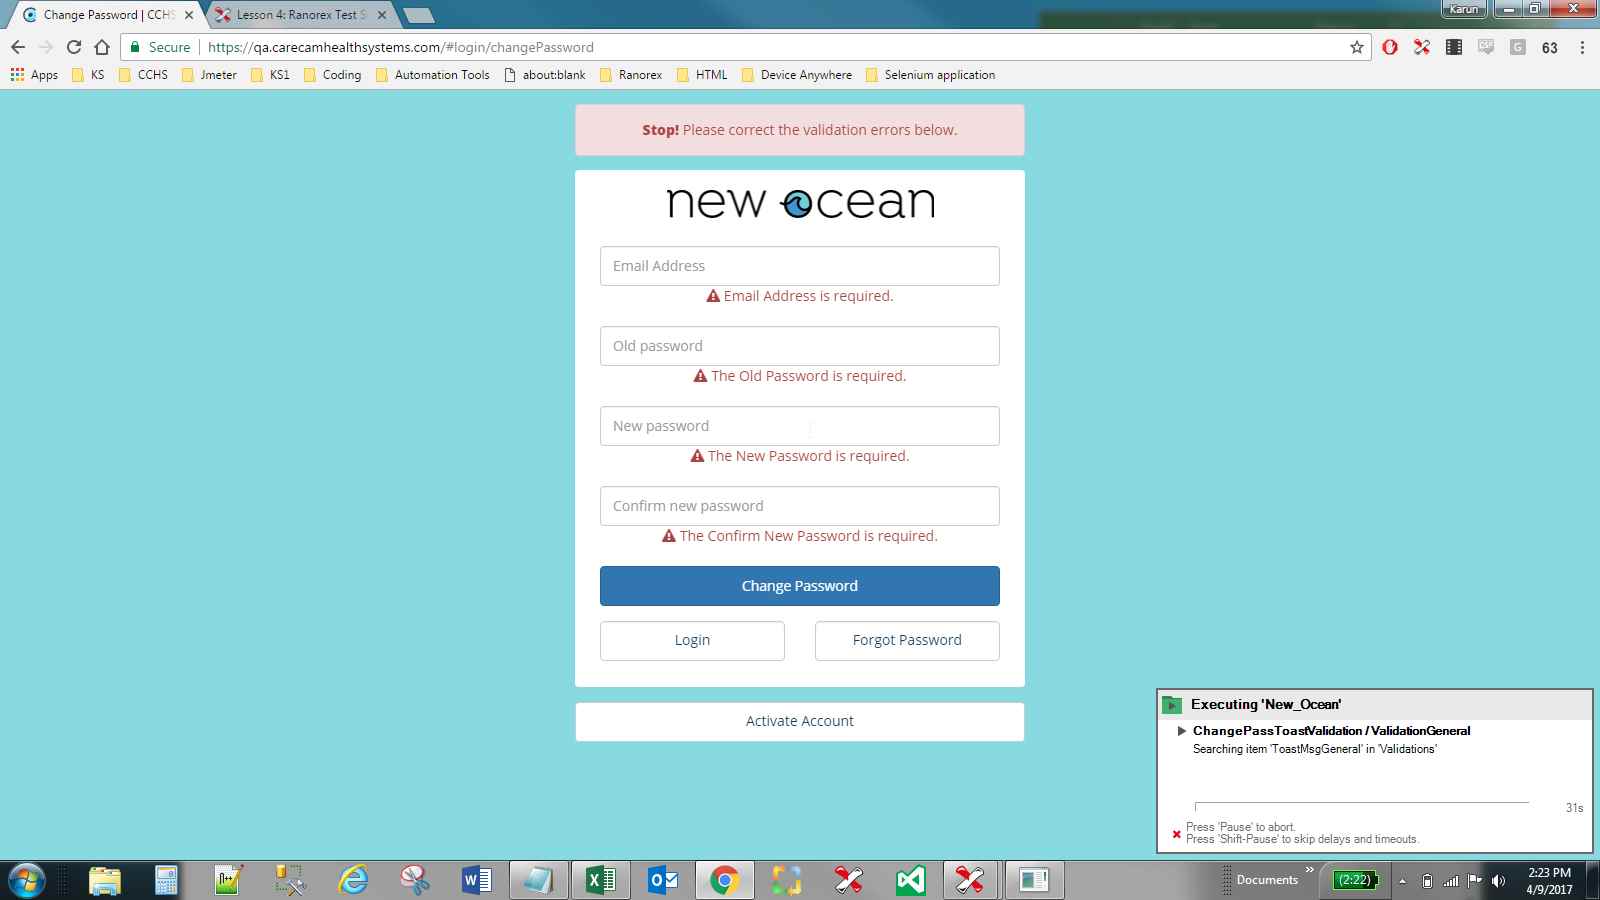 Change Password | CCHS
Lesson 4: Ranorex Test S
Karun
Secure
https://qa.carecamhealthsystems.com/#login/changePassword
CSP
G
63
Apps
KS
CCHS
Jmeter
KS1
Coding
Automation Tools
about:blank
Ranorex
HTML
Device Anywhere
Selenium application
Stop! Please correct the validation errors below.
new ocean
Email Address
Email Address is required.
Old password
The Old Password is required.
New password
The New Password is required.
Confirm new password
The Confirm New Password is required.
Change Password
Login
Forgot Password
Activate Account
Executing 'New_Ocean'
ChangePassToastValidation / ValidationGeneral
Searching item 'ToastMsgGeneral' in 'Validations'
31s
Press 'Pause' to abort.
Press 'Shift-Pause' to skip delays and timeouts.
Documents
(2:22)
2:23 PM
4/9/2017